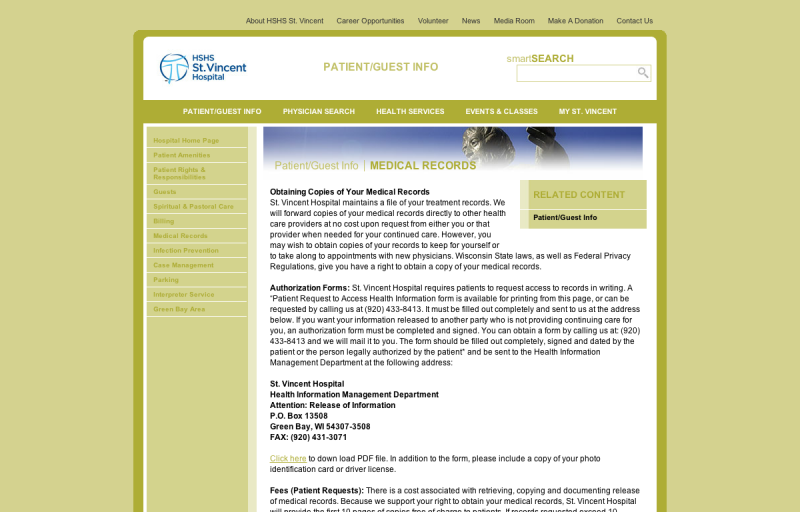 About HSHS St. Vincent Career Opportunities Volunteer News Media Room Make A Donation Contact Us
HSHS
St.Vincent
Hospital
PATIENT/GUEST INFO
smartSEARCH
PATIENT/GUEST INFO PHYSICIAN SEARCH HEALTH SERVICES EVENTS & CLASSES MY ST. VINCENT
Hospital Home Page
Patient Amenities
Patient Rights &
Responsibilities
Guests
Spiritual & Pastoral Care
Billing
Medical Records
Infection Prevention
Case Management
Parking
Interpreter Service
Green Bay Area
Patient/Guest Info | MEDICAL RECORDS
RELATED CONTENT
Patient/Guest Info
Obtaining Copies of Your Medical Records
St. Vincent Hospital maintains a file of your treatment records. We
will forward copies of your medical records directly to other health
care providers at no cost upon request from either you or that
provider when needed for your continued care. However, you
may wish to obtain copies of your records to keep for yourself or
to take along to appointments with new physicians. Wisconsin State laws, as well as Federal Privacy
Regulations, give you have a right to obtain a copy of your medical records.
Authorization Forms: St. Vincent Hospital requires patients to request access to records in writing. A
"Patient Request to Access Health Information form is available for printing from this page, or can be
requested by calling us at (920) 433-8413. It must be filled out completely and sent to us at the address
below. If you want your information released to another party who is not providing continuing care for
you, an authorization form must be completed and signed. You can obtain a form by calling us at: (920)
433-8413 and we will mail it to you. The form should be filled out completely, signed and dated by the
patient or the person legally authorized by the patient* and be sent to the Health Information
Management Department at the following address:
St. Vincent Hospital
Health Information Management Department
Attention: Release of Information
P.O. Box 13508
Green Bay, WI 54307-3508
FAX: (920) 431-3071
Click here to down load PDF file. In addition to the form, please include a copy of your photo
identification card or driver license.
Fees (Patient Requests): There is a cost associated with retrieving, copying and documenting release
of medical records. Because we support your right to obtain your medical records, St. Vincent Hospital
will provide the first 10 pages of copies free of charge to patients. If records requested exceed 10